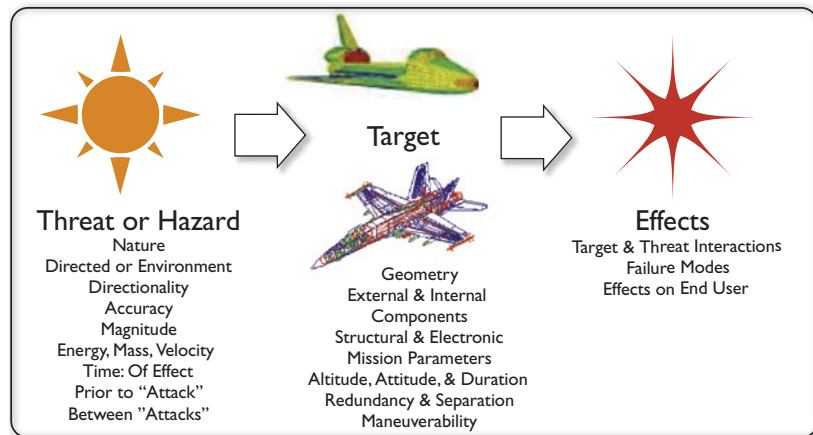 Threat or Hazard
Nature
Directed or Environment
Directionality
Accuracy
Magnitude
Energy, Mass, Velocity
Time: Of Effect
Prior to “Attack”
Between ”Attacks”
Target
Geometry
External & Internal
Components
Structural & Electronic
Mission Parameters
Altitude, Attitude, & Duration
Redundancy & Separation
Maneuverability
Effects
Target & Threat Interactions
Failure Modes
Effects on End User